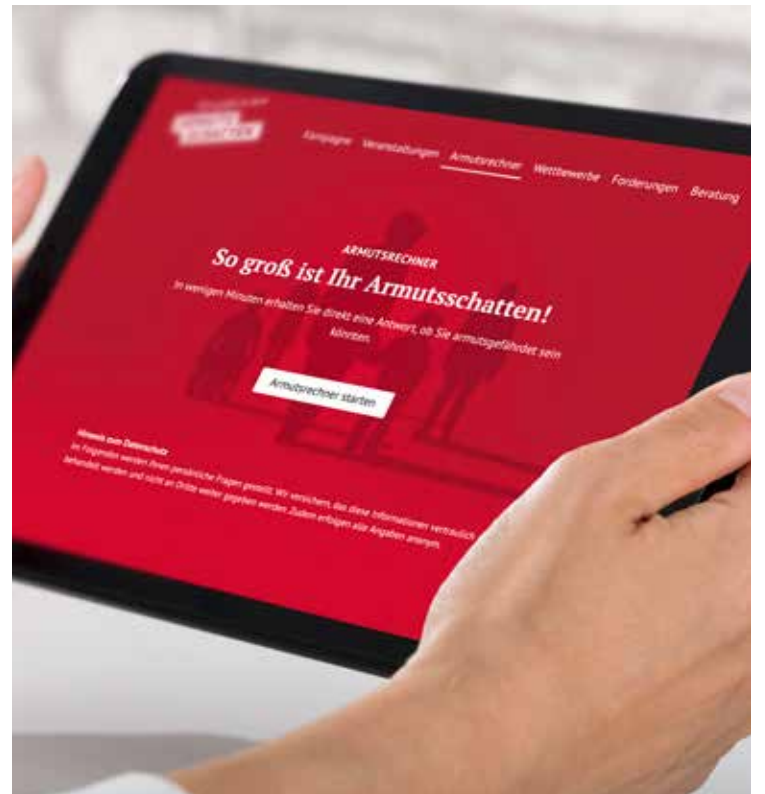 Kampagne Veranstaltungen Armutsrechner Wettbewerbe Forderungen Beratung
ARMUTSRECHNER
So groß ist Ihr Armutsschatten!
In wenigen Minuten erhalten Sie direkt eine Antwort, ob Sie armutsgefährdet sein
könnten.
Armutsrechner starten
Hinweis zum Datenschutz
Im Folgenden werden Ihnen persönliche Fragen gestellt. Wir versichern, das diese Informationen vertraulich
behandelt werden und nicht an Dritte weiter gegeben werden. Zudem erfolgen alle Angaben anonym.